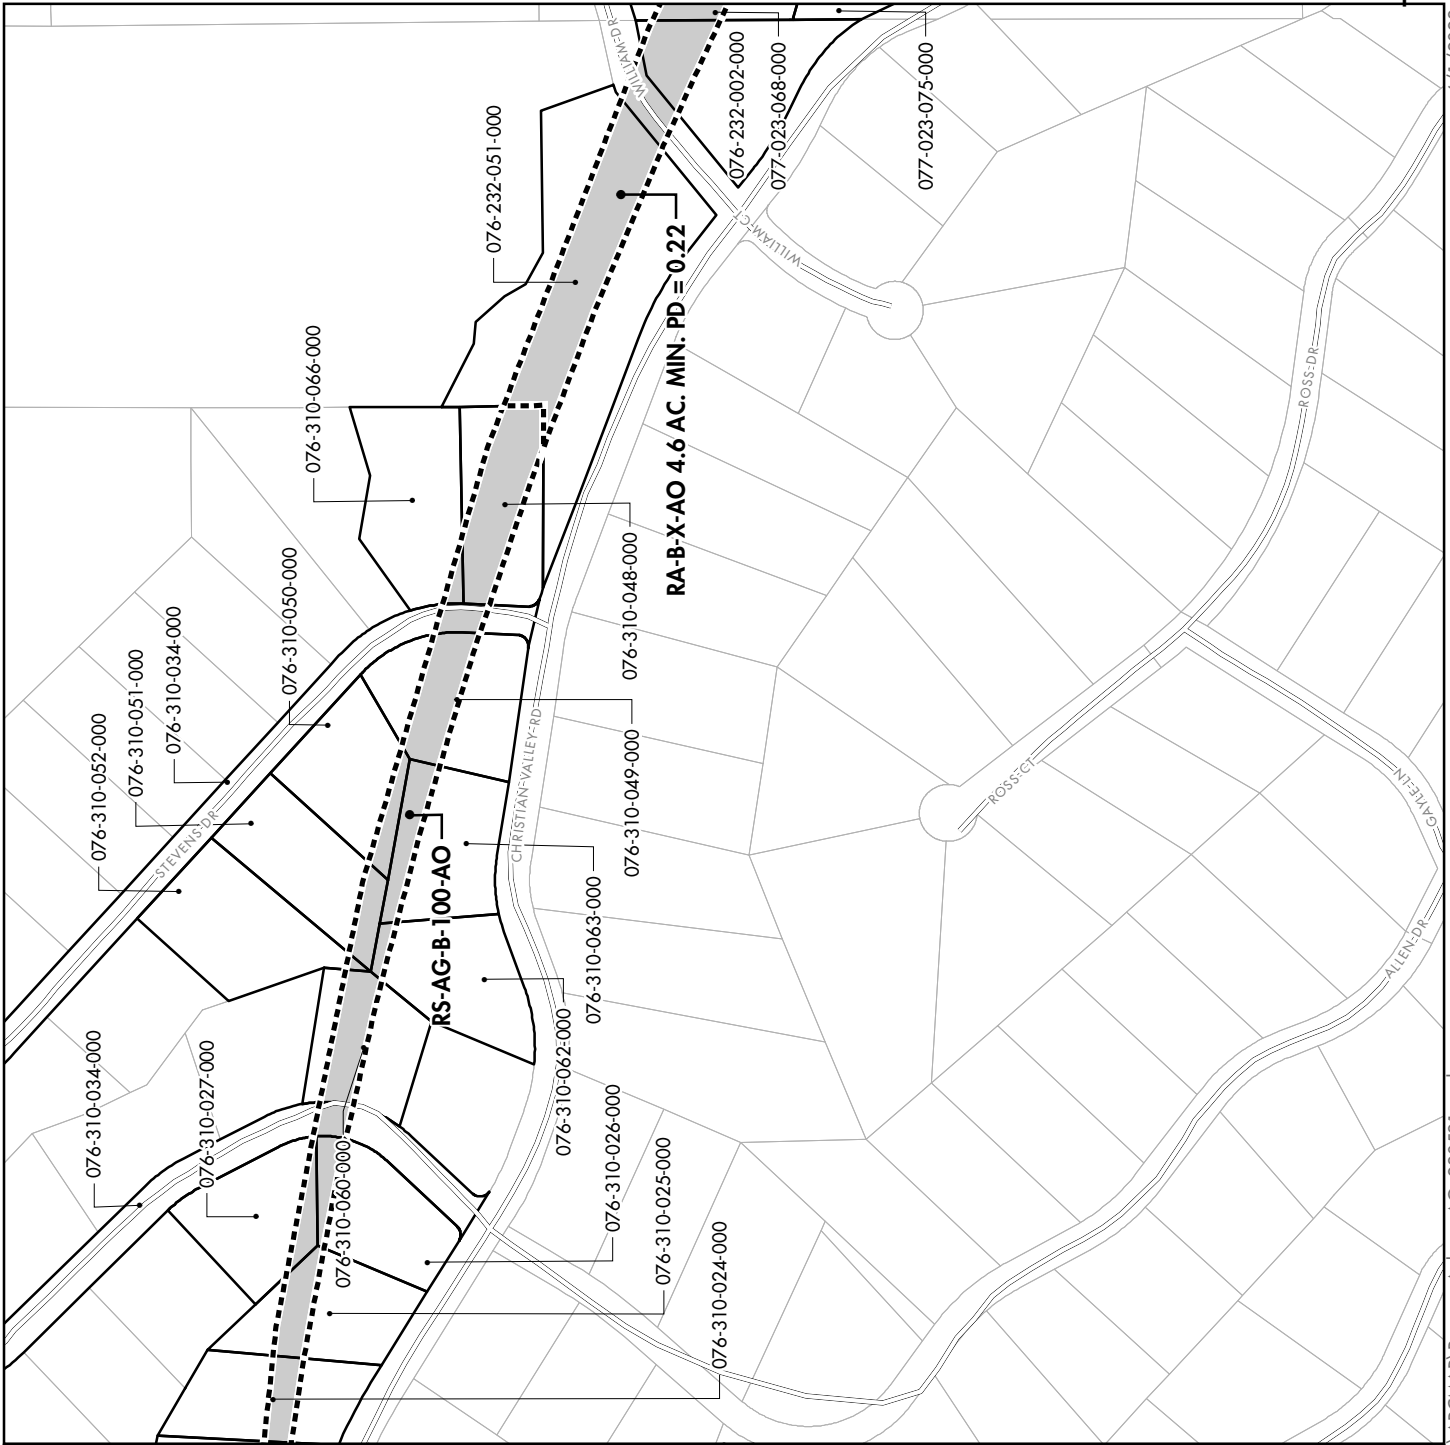 076-310-034-000
076-310-027-000
076-310-060-000
076-310-052-000
076-310-051-000
076-310-034-000
076-310-050-000
076-310-066-000
076-232-051-000
WILLIAM DR
076-232-002-000
077-023-068-000
077-023-075-000
STEVENS DR
RS-AG-B-100-AO
RA-B-X-AO 4.6 AC. MIN. PD = 0.22
076-310-024-000
076-310-025-000
076-310-026-000
076-310-062-000
076-310-063-000
076-310-049-000
076-310-048-000
CHRISTIAN VALLEY RD
WILLIAM CT
ROSS CT
ROSS DR
ALLEN DR
GAYLE LN